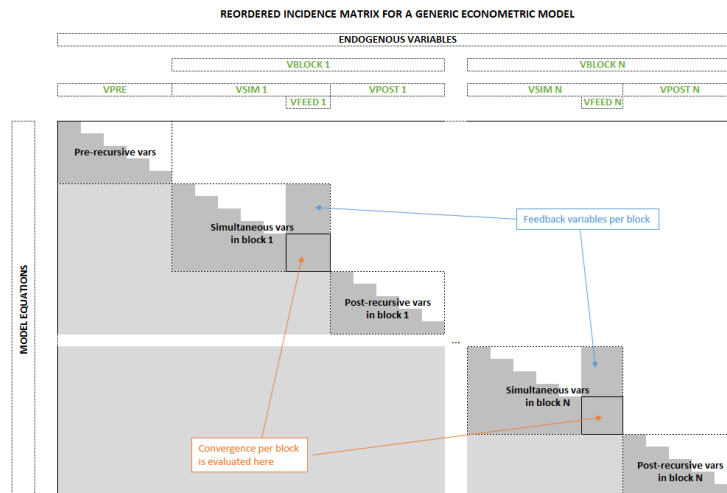 REORDERED INCIDENCE MATRIX FOR A GENERIC ECONOMETRIC MODEL
ENDOGENOUS VARIABLES
VBLOCK 1
VBLOCK N
VPRE
VSIM 1
VPOST 1
VSIM N
VPOST N
VFEED 1
VFEED N
MODEL EQUATIONS
Pre-recursive vars
Simultaneous vars
in block 1
Feedback variables per block
Post-recursive vars
in block 1
...
Simultaneous vars
in block N
Convergence per block
is evaluated here
Post-recursive vars
in block N